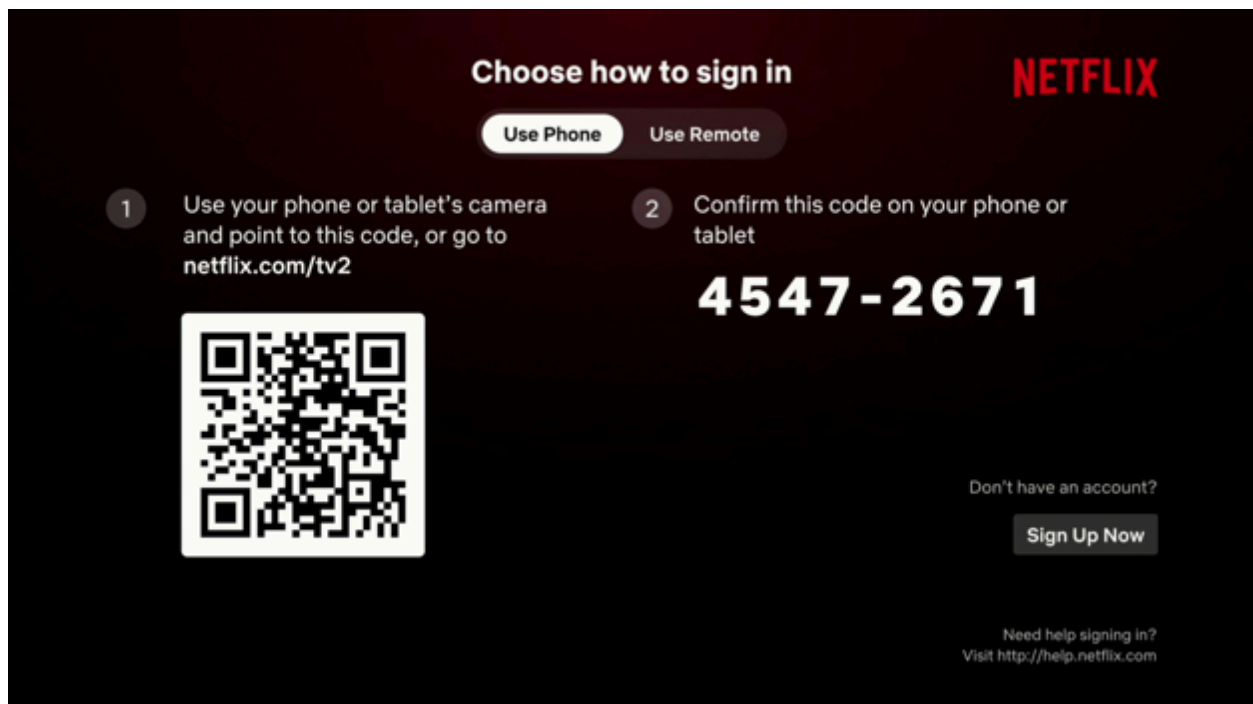 Choose how to sign in
NETFLIX
Use Phone
Use Remote
1
Use your phone or tablet's camera
and point to this code, or go to
netflix.com/tv2
2
Confirm this code on your phone or
tablet
4547-2671
Don't have an account?
Sign Up Now
Need help signing in?
Visit http://help.netflix.com